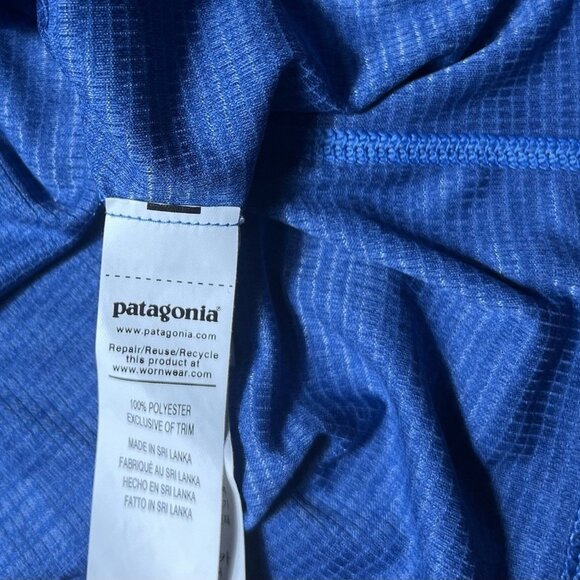 patagonia
www.patagonia.com
Repair/Reuse/Recycle
this product at
www.wornwear.com
100% POLYESTER
EXCLUSIVE OF TRIM
MADE IN SRI LANKA
FABRIQUÉ AU SRI LANKA
HECHO EN SRI LANKA
FATTO IN SRI LANKA